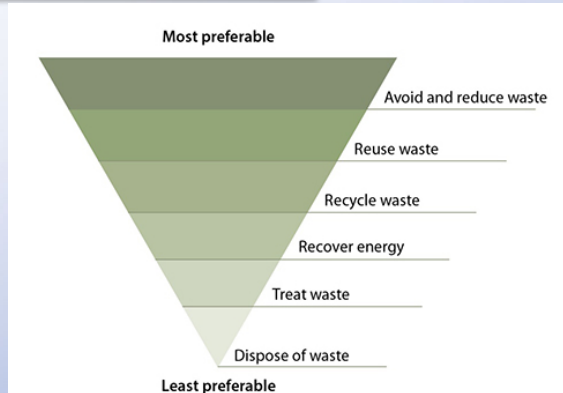 Most preferable
Avoid and reduce waste
Reuse waste
Recycle waste
Recover energy
Treat waste
Dispose of waste
Least preferable